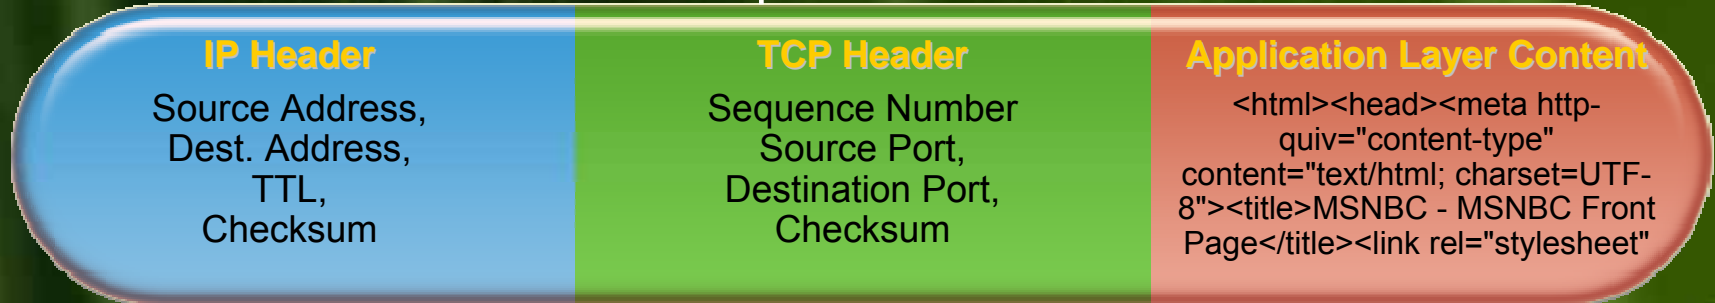 IP Header
Source Address,
Dest. Address,
TTL,
Checksum
TCP Header
Sequence Number
Source Port,
Destination Port,
Checksum
Application Layer Content
<html><head><meta http-
quiv="content-type"
content="text/html; charset=UTF-
8"><title>MSNBC - MSNBC Front
Page</title><link rel="stylesheet"